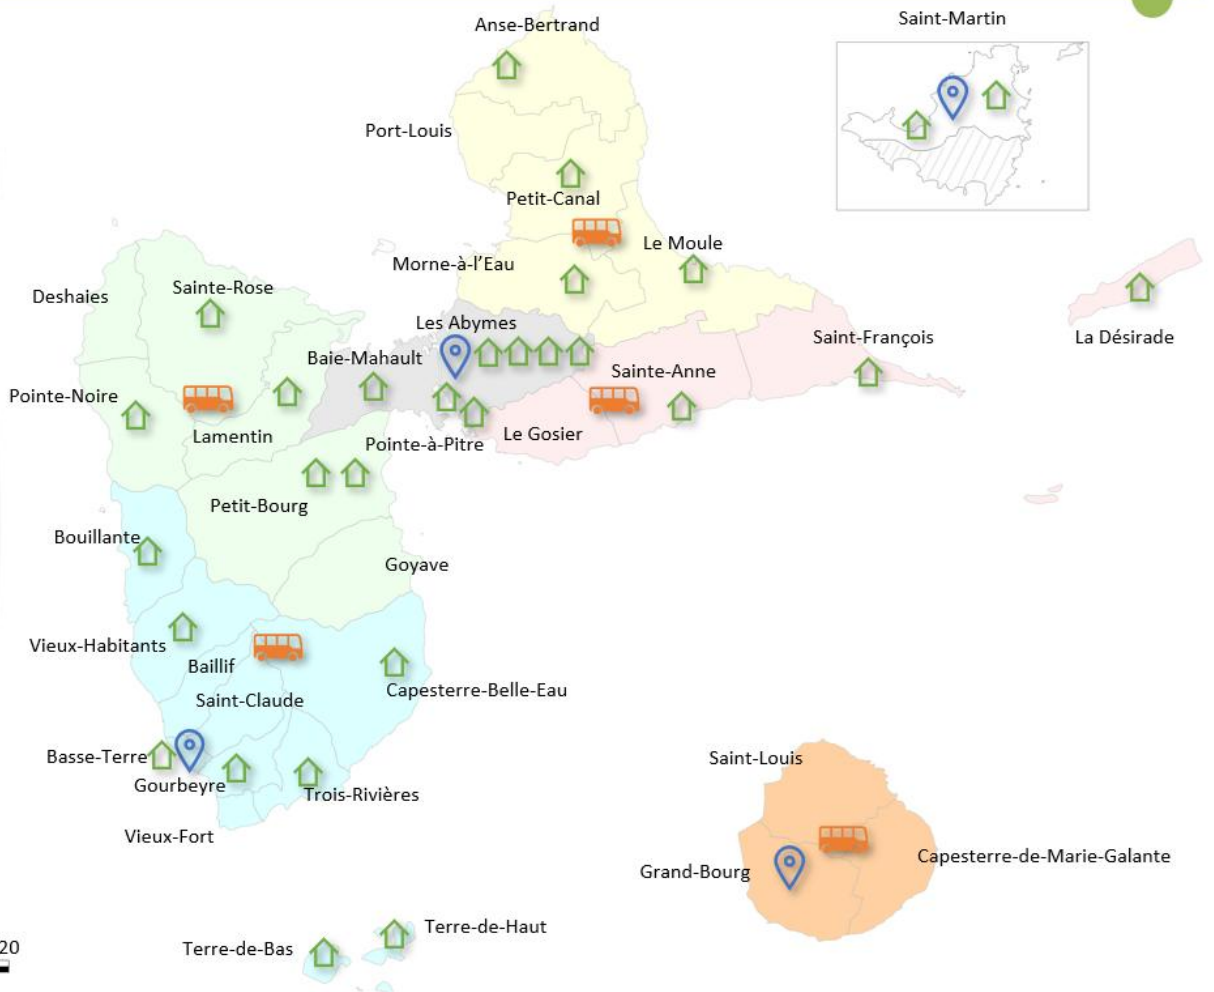 Saint-Martin
Anse-Bertrand
Port-Louis
Petit-Canal
Le Moule
Morne-à-l’Eau
Sainte-Rose
Deshaies
Les Abymes
Saint-François
La Désirade
Baie-Mahault
Sainte-Anne
Pointe-Noire
Lamentin
Le Gosier
Pointe-à-Pitre
Petit-Bourg
Bouillante
Goyave
Vieux-Habitants
Baillif
Capesterre-Belle-Eau
Saint-Claude
Basse-Terre
Saint-Louis
Gourbeyre
Trois-Rivières
Vieux-Fort
Capesterre-de-Marie-Galante
Grand-Bourg
Terre-de-Haut
Terre-de-Bas
20